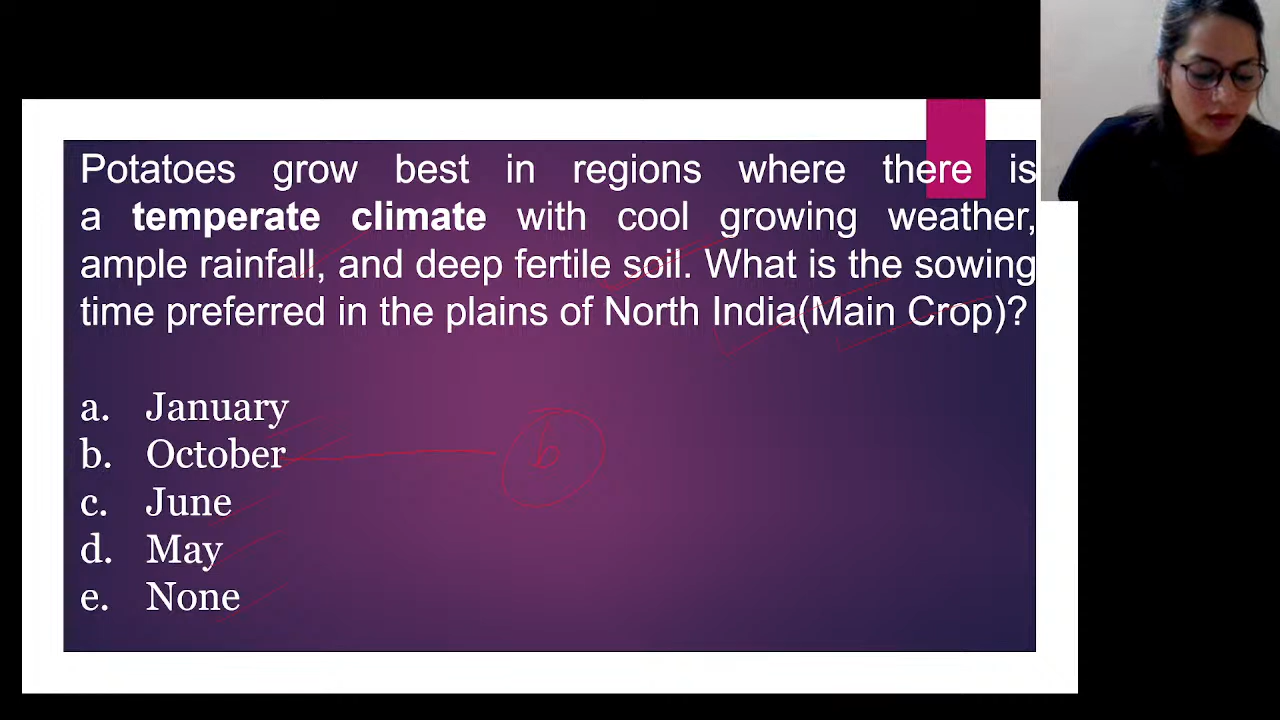 Potatoes grow best in regions where there is
a temperate climate with cool growing weather,
ample rainfall, and deep fertile soil. What is the sowing
time preferred in the plains of North India(Main Crop)?
a. January
b. October
b
c. June
d. May
e. None